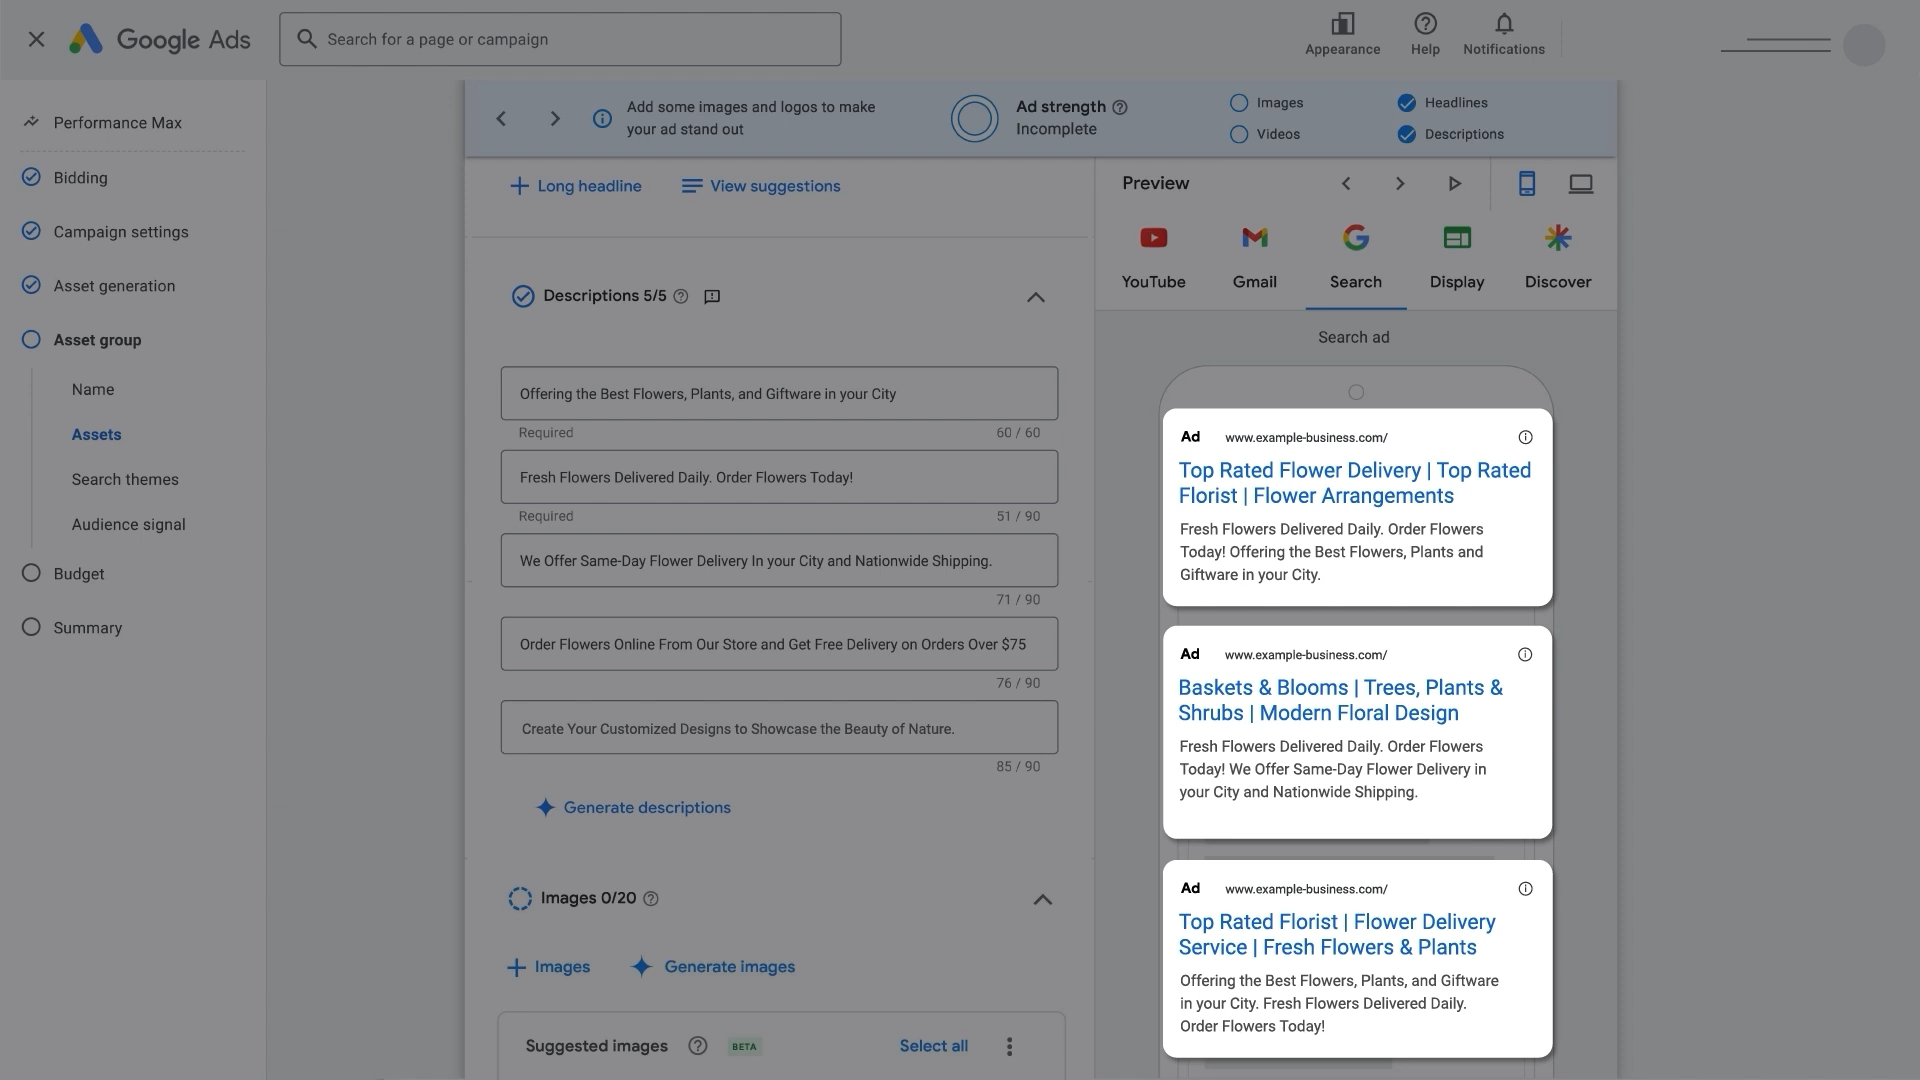 Google Ads
Search for a page or campaign
Appearance
Help
Notifications
Performance Max
Bidding
Campaign settings
Asset generation
Asset group
Name
Assets
Search themes
Audience signal
Budget
Summary
Add some images and logos to make
your ad stand out
Ad strength
Incomplete
Images
Videos
Headlines
Descriptions
Long headline
View suggestions
Descriptions 5/5
Offering the Best Flowers, Plants, and Giftware in your City
Required
60 / 60
Fresh Flowers Delivered Daily. Order Flowers Today!
Required
51 / 90
We Offer Same-Day Flower Delivery In your City and Nationwide Shipping.
71 / 90
Order Flowers Online From Our Store and Get Free Delivery on Orders Over $75
76 / 90
Create Your Customized Designs to Showcase the Beauty of Nature.
85 / 90
Generate descriptions
Images 0/20
Images
Generate images
Suggested images
BETA
Select all
Preview
YouTube
Gmail
Search
Display
Discover
Search ad
Ad www.example-business.com/
Top Rated Flower Delivery | Top Rated
Florist | Flower Arrangements
Fresh Flowers Delivered Daily. Order Flowers
Today! Offering the Best Flowers, Plants and
Giftware in your City.
Ad www.example-business.com/
Baskets & Blooms | Trees, Plants &
Shrubs | Modern Floral Design
Fresh Flowers Delivered Daily. Order Flowers
Today! We Offer Same-Day Flower Delivery in
your City and Nationwide Shipping.
Ad www.example-business.com/
Top Rated Florist | Flower Delivery
Service | Fresh Flowers & Plants
Offering the Best Flowers, Plants, and Giftware
in your City. Fresh Flowers Delivered Daily.
Order Flowers Today!